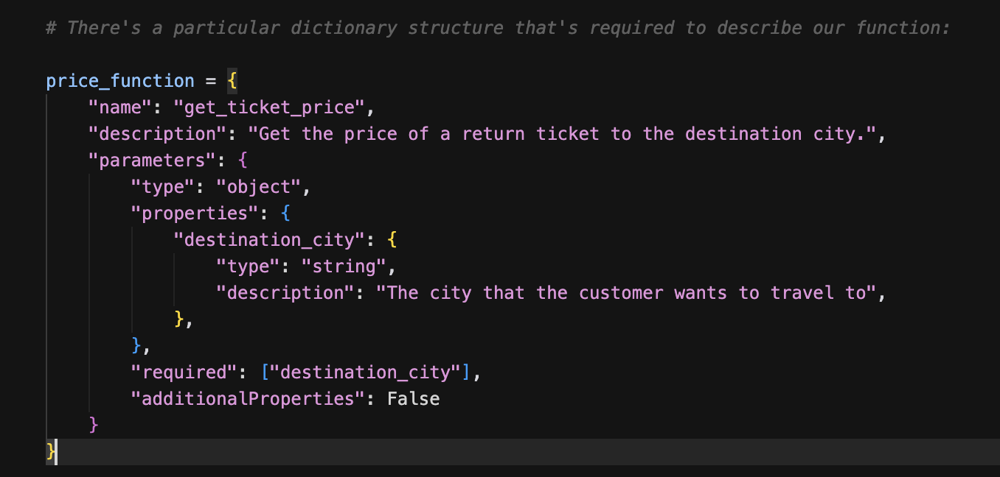 # There's a particular dictionary structure that's required to describe our function:
price_function = {
"name": "get_ticket_price",
"description": "Get the price of a return ticket to the destination city.",
"parameters": {
"type": "object",
"properties": {
"destination_city": {
"type": "string",
"description": "The city that the customer wants to travel to",
},
},
"required": ["destination_city"],
"additionalProperties": False
}
}